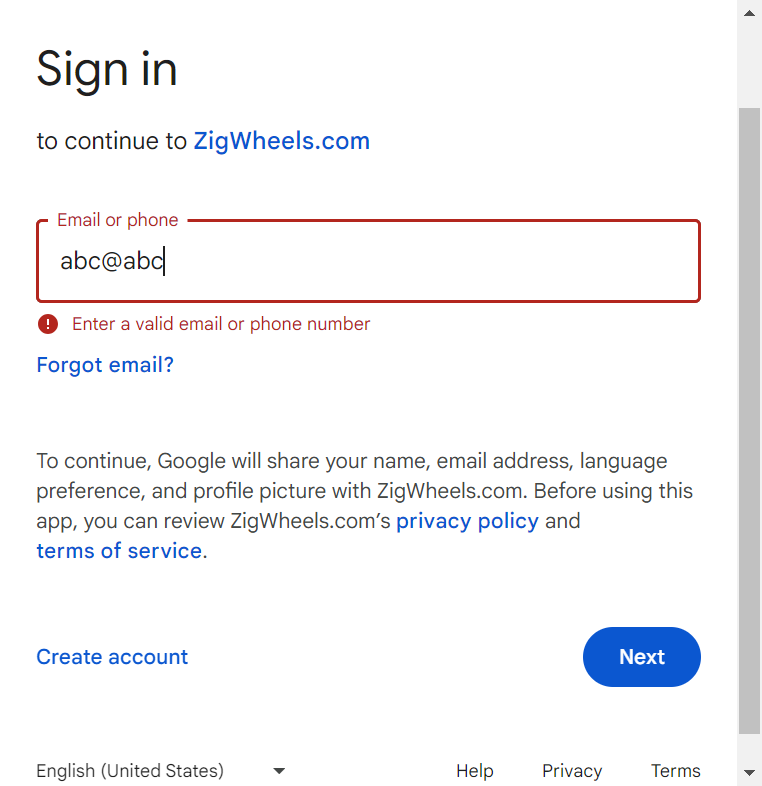 Sign in
to continue to ZigWheels.com
Email or phone
abc@abc
Enter a valid email or phone number
Forgot email?
To continue, Google will share your name, email address, language
preference, and profile picture with ZigWheels.com. Before using this
app, you can review ZigWheels.com’s privacy policy and
terms of service.
Create account
Next
English (United States)
Help
Privacy
Terms